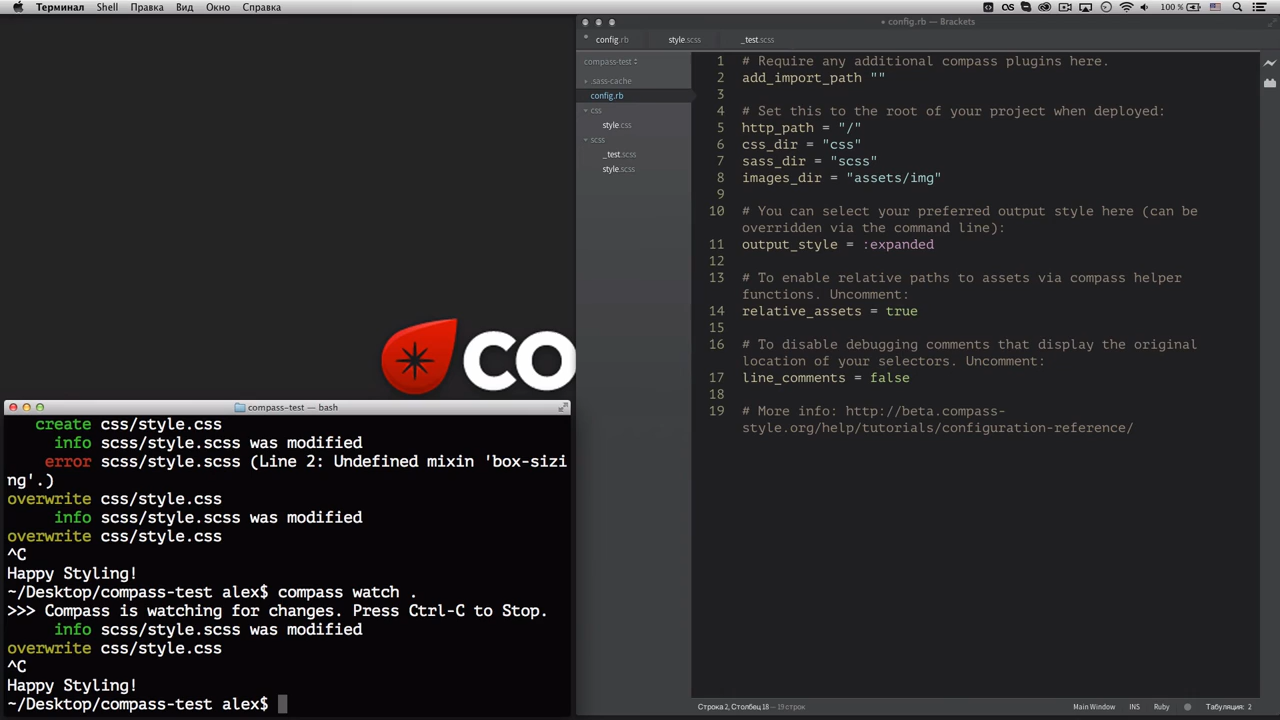 Терминал Shell Правка Вид Окно Справка
100 %
• config.rb — Brackets
config.rb style.scss _test.scss
compass-test
.sass-cache
config.rb
css
style.css
scss
_test.scss
style.scss
1 # Require any additional compass plugins here.
2 add_import_path ""
3
4 # Set this to the root of your project when deployed:
5 http_path = "/"
6 css_dir = "css"
7 sass_dir = "scss"
8 images_dir = "assets/img"
9
10 # You can select your preferred output style here (can be
overridden via the command line):
11 output_style = :expanded
12
13 # To enable relative paths to assets via compass helper
functions. Uncomment:
14 relative_assets = true
15
16 # To disable debugging comments that display the original
location of your selectors. Uncomment:
17 line_comments = false
18
19 # More info: http://beta.compass-
style.org/help/tutorials/configuration-reference/
CO
compass-test — bash
create css/style.css
info scss/style.scss was modified
error scss/style.scss (Line 2: Undefined mixin 'box-sizi
ng'.)
overwrite css/style.css
info scss/style.scss was modified
overwrite css/style.css
^C
Happy Styling!
~/Desktop/compass-test alex$ compass watch .
>>> Compass is watching for changes. Press Ctrl-C to Stop.
info scss/style.scss was modified
overwrite css/style.css
^C
Happy Styling!
~/Desktop/compass-test alex$
Строка 2, Столбец 18 — 19 строк Main Window INS Ruby Табуляция: 2